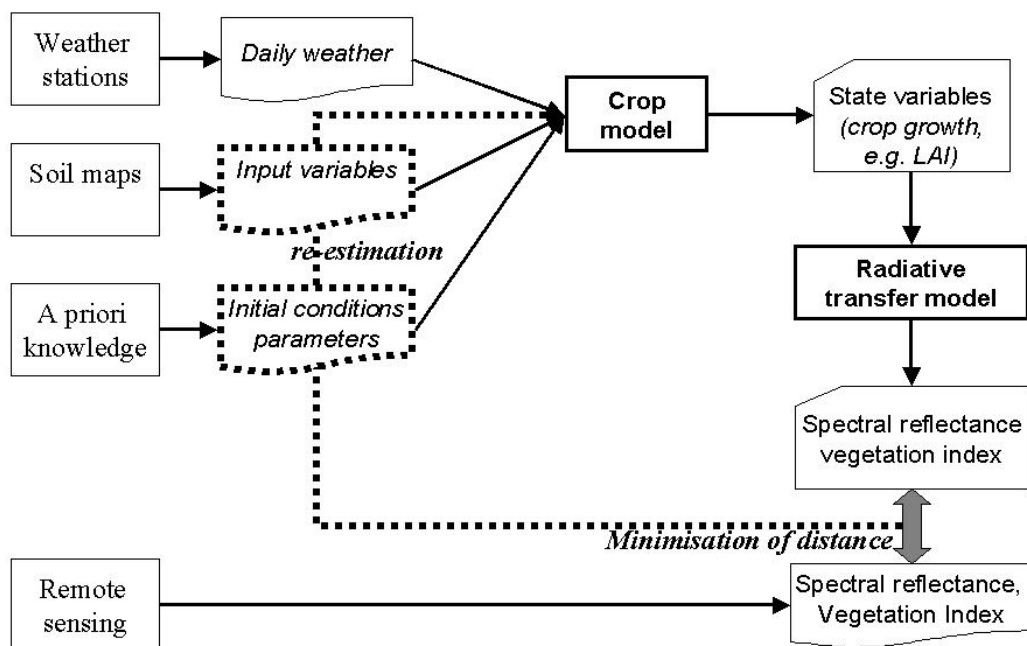 Weather
stations
Daily weather
Crop
model
State variables
(crop growth,
e.g. LAI)
Soil maps
Input variables
re-estimation
A priori
knowledge
Initial conditions
parameters
Radiative
transfer model
Spectral reflectance
vegetation index
Minimisation of distance
Remote
sensing
Spectral reflectance,
Vegetation Index